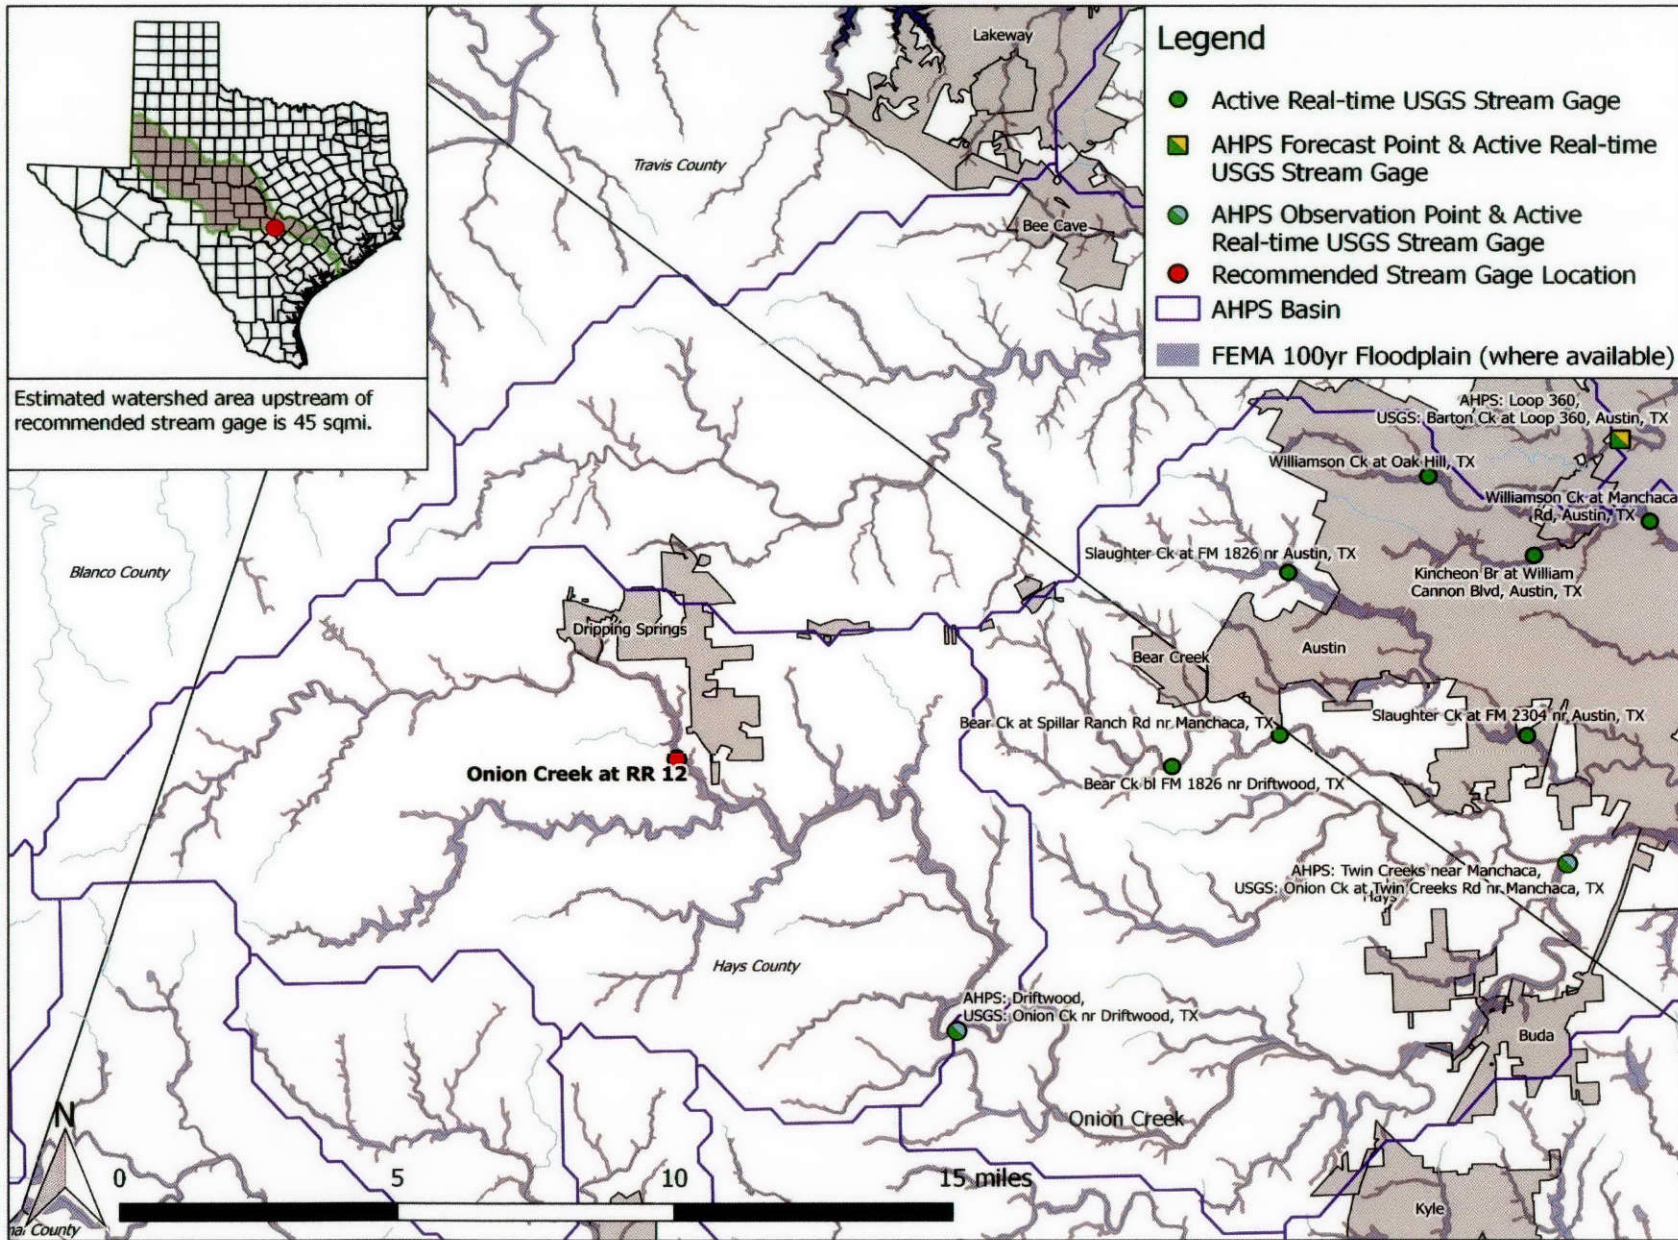 Legend
Active Real-time USGS Stream Gage
AHPS Forecast Point & Active Real-time
USGS Stream Gage
AHPS Observation Point & Active
Real-time USGS Stream Gage
Recommended Stream Gage Location
AHPS Basin
FEMA 100yr Floodplain (where available)
Estimated watershed area upstream of
recommended stream gage is 45 sqmi.
Lakeway
Travis County
Bee Cave
AHPS: Loop 360,
USGS: Barton Ck at Loop 360, Austin, TX
Williamson Ck at Oak Hill, TX
Williamson Ck at Manchaca
Rd, Austin, TX
Slaughter Ck at FM 1826 nr Austin, TX
Kincheon Br at William
Cannon Blvd, Austin, TX
Blanco County
Dripping Springs
Bear Creek
Austin
Bear Ck at Spillar Ranch Rd nr Manchaca, TX
Slaughter Ck at FM 2304 nr Austin, TX
Onion Creek at RR 12
Bear Ck bl FM 1826 nr Driftwood, TX
AHPS: Twin Creeks near Manchaca,
USGS: Onion Ck at Twin Creeks Rd nr Manchaca, TX
Hays
Hays County
AHPS: Driftwood,
USGS: Onion Ck nr Driftwood, TX
Buda
Onion Creek
Kyle
N
0 5 10 15 miles
nal County